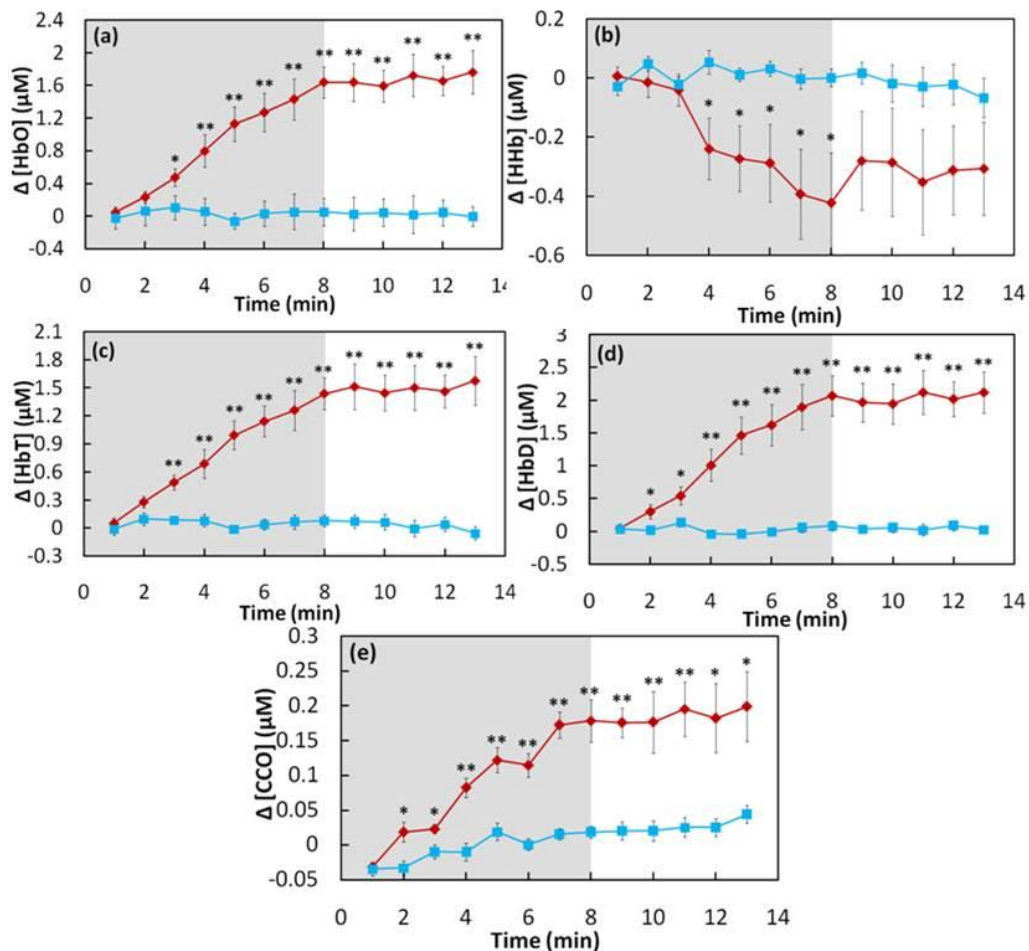 (a)
Δ [HbO] (µM)
2.4
2
1.6
1.2
0.8
0.4
0
-0.4
* ** ** ** ** ** ** ** ** ** **
0 2 4 6 8 10 12 14
Time (min)
(b)
Δ [HHb] (µM)
0.2
0
-0.2
-0.4
-0.6
* * * * *
0 2 4 6 8 10 12 14
Time (min)
(c)
Δ [HbT] (µM)
2.1
1.8
1.5
1.2
0.9
0.6
0.3
0
-0.3
** ** ** ** ** ** ** ** ** ** **
0 2 4 6 8 10 12 14
Time (min)
(d)
Δ [HbD] (µM)
3
2.5
2
1.5
1
0.5
0
-0.5
* * ** ** ** ** ** ** ** ** ** **
0 2 4 6 8 10 12 14
Time (min)
(e)
Δ [CCO] (µM)
0.3
0.25
0.2
0.15
0.1
0.05
0
-0.05
* * ** ** ** ** ** ** ** ** * *
0 2 4 6 8 10 12 14
Time (min)